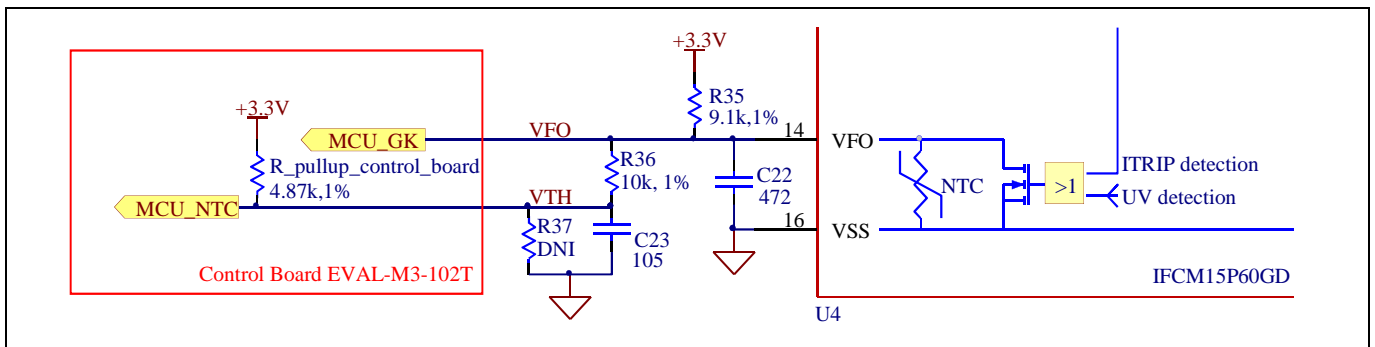 +3.3V
R35
9.1k,1%
14
VFO
+3.3V
MCU_GK
VFO
R_pullup_control_board
4.87k,1%
R36
10k, 1%
C22
472
NTC
>1
ITRIP detection
UV detection
MCU_NTC
VTH
R37
DNI
C23
105
16
VSS
Control Board EVAL-M3-102T
IFCM15P60GD
U4